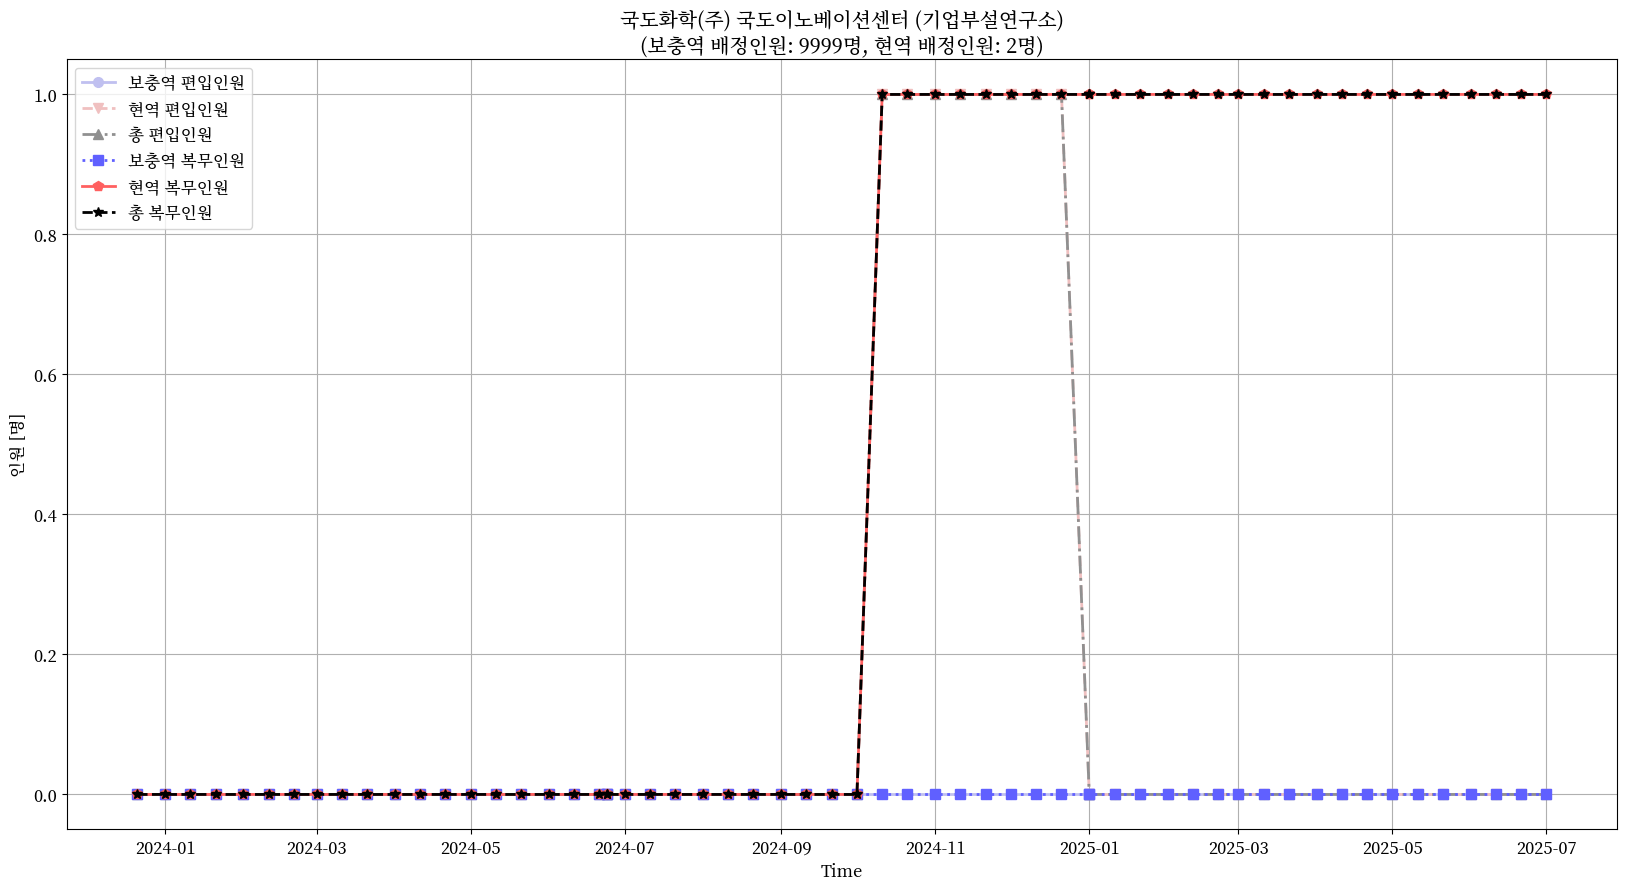 국도화학(주) 국도이노베이션센터 (기업부설연구소)
(보충역 배정인원: 9999명, 현역 배정인원: 2명)
보충역 편입인원
현역 편입인원
총 편입인원
보충역 복무인원
현역 복무인원
총 복무인원
1.0
0.8
0.6
0.4
0.2
0.0
인원 [명]
2024-01
2024-03
2024-05
2024-07
2024-09
2024-11
2025-01
2025-03
2025-05
2025-07
Time